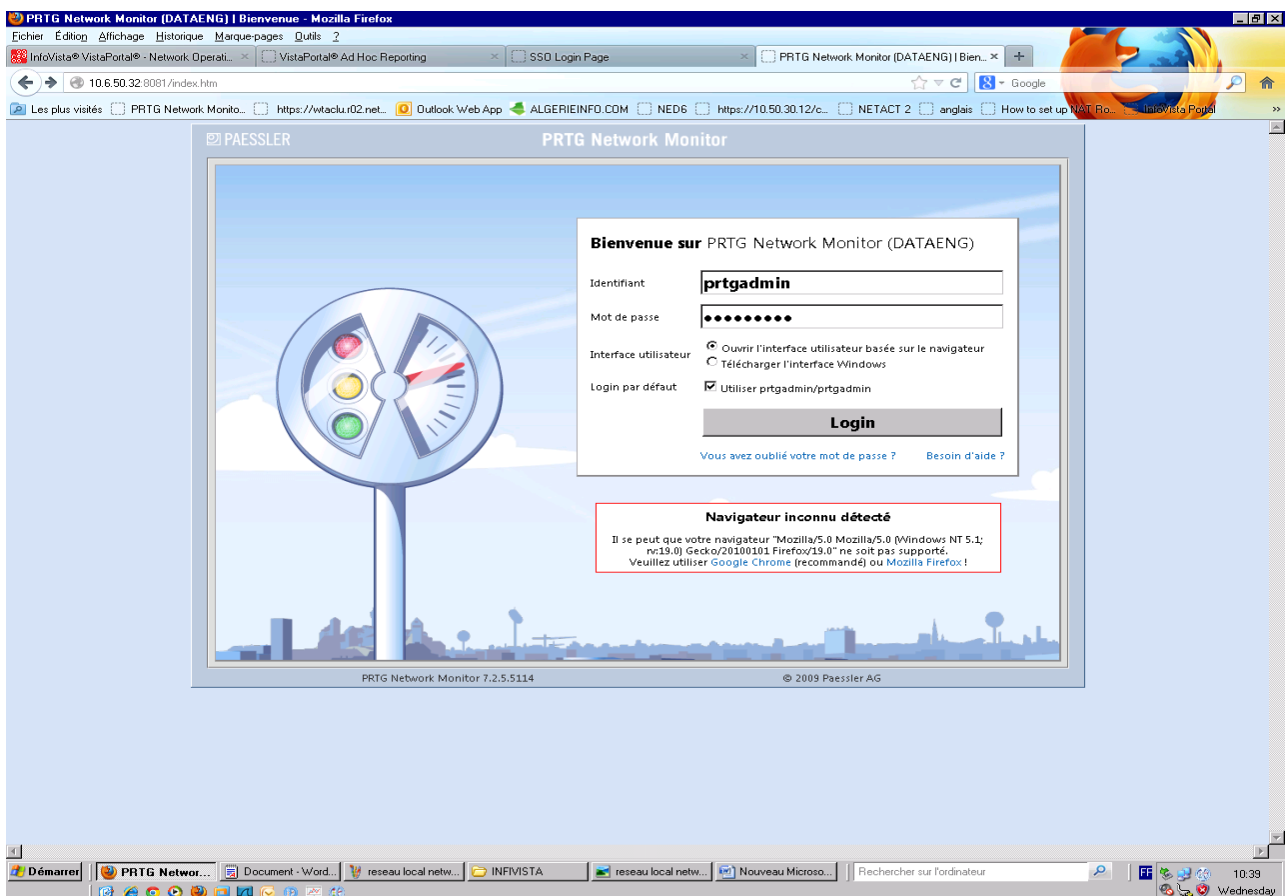 PRTG Network Monitor (DATAENG) | Bienvenue - Mozilla Firefox
Fichier Édition Affichage Historique Marque-pages Outils ?
InfoVista® VistaPortal® - Network Operati... × VistaPortal® Ad Hoc Reporting × SSO Login Page × PRTG Network Monitor (DATAENG) | Bien... × +
10.6.50.32:8081/index.htm Google
Les plus visités PRTG Network Monito... https://wtaclu.r02.net... Outlook Web App ALGERIEINFO.COM NED6 https://10.50.30.12/c... NETACT 2 anglais How to set up NAT Ro... InfoVista Portal »
PAESSLER PRTG Network Monitor
Bienvenue sur PRTG Network Monitor (DATAENG)
Identifiant prtgadmin
Mot de passe ●●●●●●●●●
Interface utilisateur Ouvrir l'interface utilisateur basée sur le navigateur
Télécharger l'interface Windows
Login par défaut Utiliser prtgadmin/prtgadmin
Login
Vous avez oublié votre mot de passe ? Besoin d'aide ?
Navigateur inconnu détecté
Il se peut que votre navigateur "Mozilla/5.0 Mozilla/5.0 (Windows NT 5.1;
rv:19.0) Gecko/20100101 Firefox/19.0" ne soit pas supporté.
Veuillez utiliser Google Chrome (recommandé) ou Mozilla Firefox !
PRTG Network Monitor 7.2.5.5114 © 2009 Paessler AG
Démarrer PRTG Networ... Document - Word... reseau local netw... INFIVISTA reseau local netw... Nouveau Microso... Rechercher sur l'ordinateur FF 10:39
Wednesday